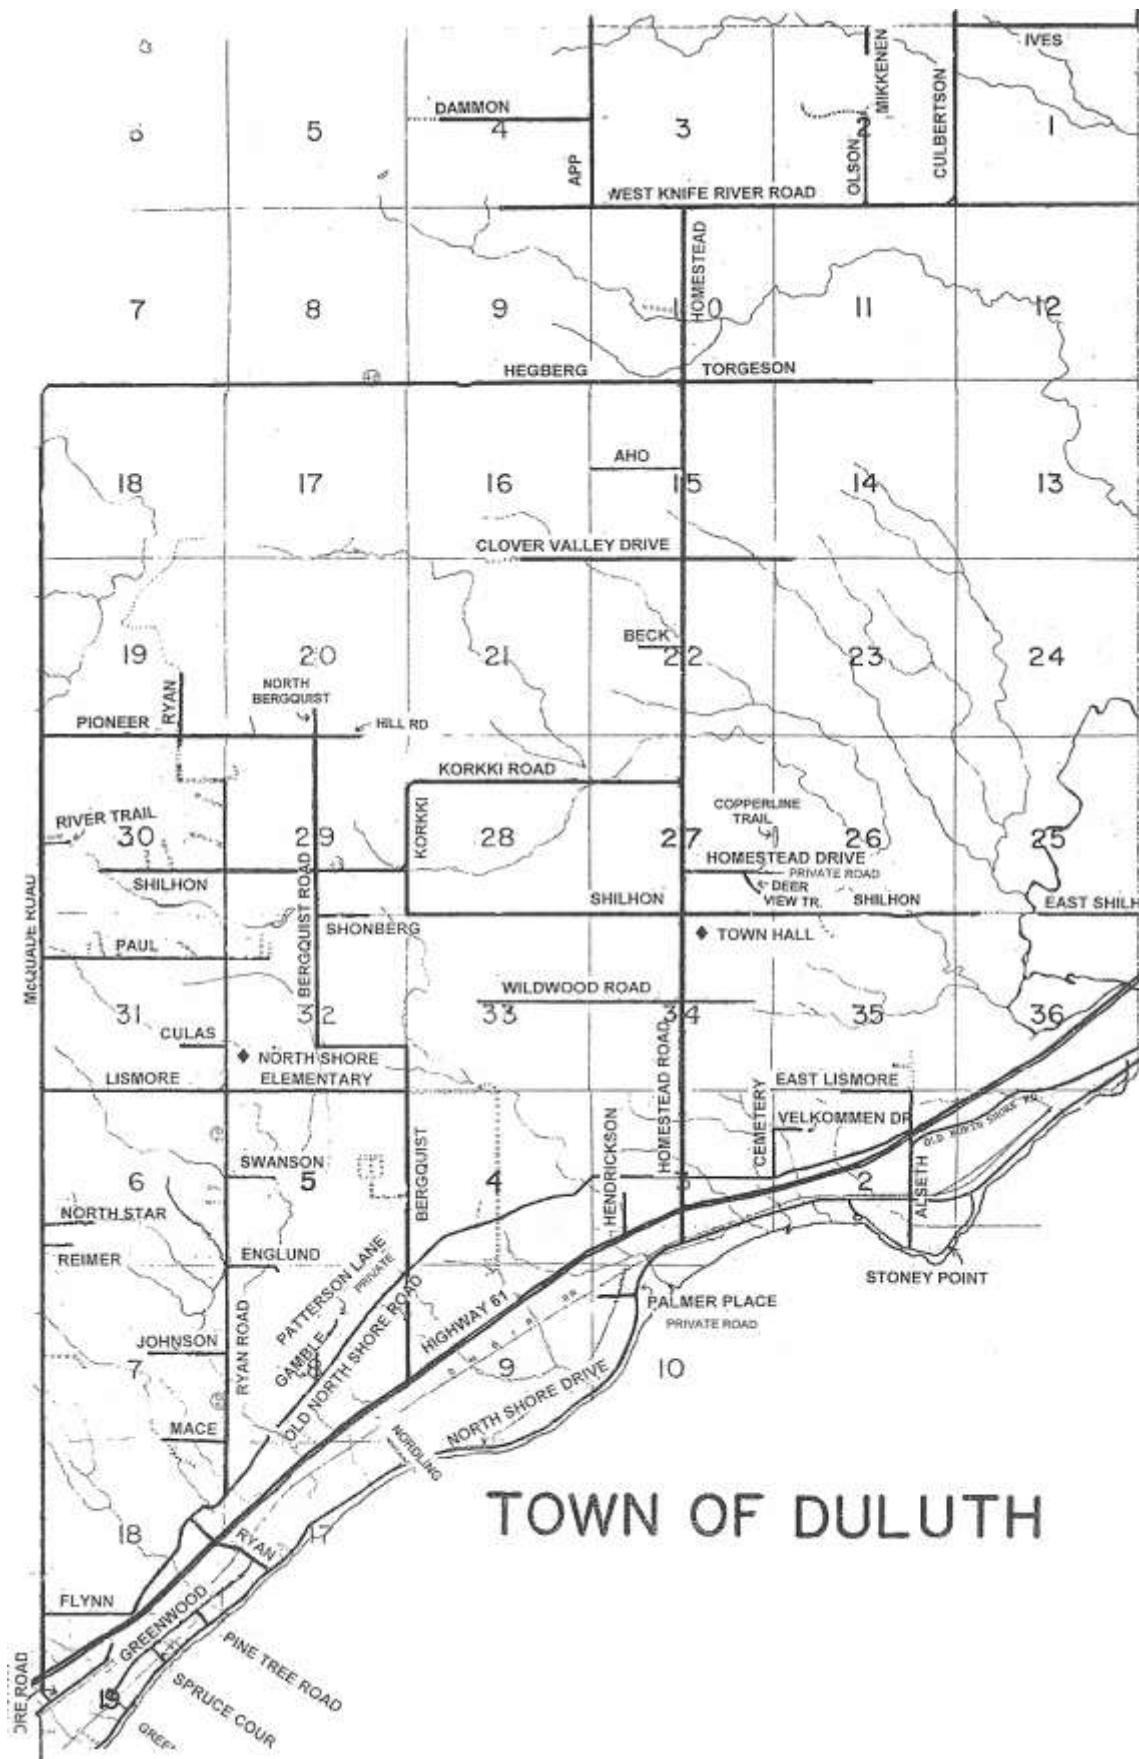 IVES
MIKKENEN
CULBERTSON
DAMMON
6
5
4
3
2
1
APP
OLSON
WEST KNIFE RIVER ROAD
HOMESTEAD
7
8
9
10
11
12
HEGBERG
TORGESON
AHO
18
17
16
15
14
13
CLOVER VALLEY DRIVE
BECK
19
20
21
22
23
24
RYAN
NORTH
BERGQUIST
PIONEER
HILL RD
KORKKI ROAD
COPPERLINE
TRAIL
RIVER TRAIL
30
29
KORKKI
28
27
26
25
HOMESTEAD DRIVE
PRIVATE ROAD
SHILHON
DEER
VIEW TR.
SHILHON
SHILHON
EAST SHILH
McQUADE ROAD
BERGQUIST ROAD
SHONBERG
TOWN HALL
PAUL
WILDWOOD ROAD
31
32
33
34
35
36
CULAS
NORTH SHORE
ELEMENTARY
LISMORE
EAST LISMORE
HOMESTEAD ROAD
CEMETERY
VELKOMMEN DR
OLD NORTH SHORE RD
HENDRICKSON
BERGQUIST
SWANSON
6
5
4
3
2
ALSETH
NORTH STAR
REIMER
ENGLUND
STONEY POINT
PATTERSON LANE
PRIVATE
GAMBLE
OLD NORTH SHORE ROAD
HIGHWAY 61
PALMER PLACE
PRIVATE ROAD
JOHNSON
RYAN ROAD
7
8
9
10
NORTH SHORE DRIVE
MACE
NORDLING
TOWN OF DULUTH
18
17
RYAN
FLYNN
GREENWOOD
PINE TREE ROAD
SPRUCE COUR
19
ORE ROAD
GREE